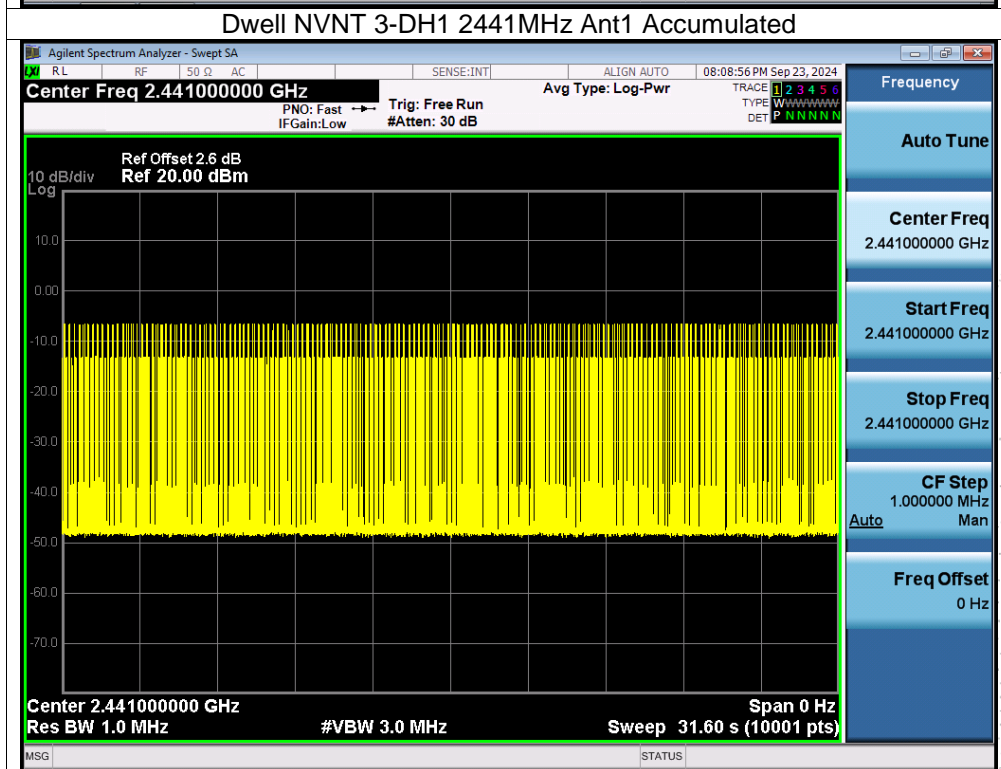 Dwell NVNT 3-DH1 2441MHz Ant1 Accumulated
Agilent Spectrum Analyzer - Swept SA
LXI RL RF 50 Ω AC SENSE:INT ALIGN AUTO 08:08:56 PM Sep 23, 2024
Center Freq 2.441000000 GHz
PNO: Fast
IFGain:Low
Trig: Free Run
#Atten: 30 dB
Avg Type: Log-Pwr
TRACE 1 2 3 4 5 6
TYPE WWWWWWW
DET P N N N N N
Ref Offset 2.6 dB
10 dB/div Ref 20.00 dBm
Log
10.0
0.00
-10.0
-20.0
-30.0
-40.0
-50.0
-60.0
-70.0
Center 2.441000000 GHz Span 0 Hz
Res BW 1.0 MHz #VBW 3.0 MHz Sweep 31.60 s (10001 pts)
MSG STATUS
Frequency
Auto Tune
Center Freq
2.441000000 GHz
Start Freq
2.441000000 GHz
Stop Freq
2.441000000 GHz
CF Step
1.000000 MHz
Auto Man
Freq Offset
0 Hz